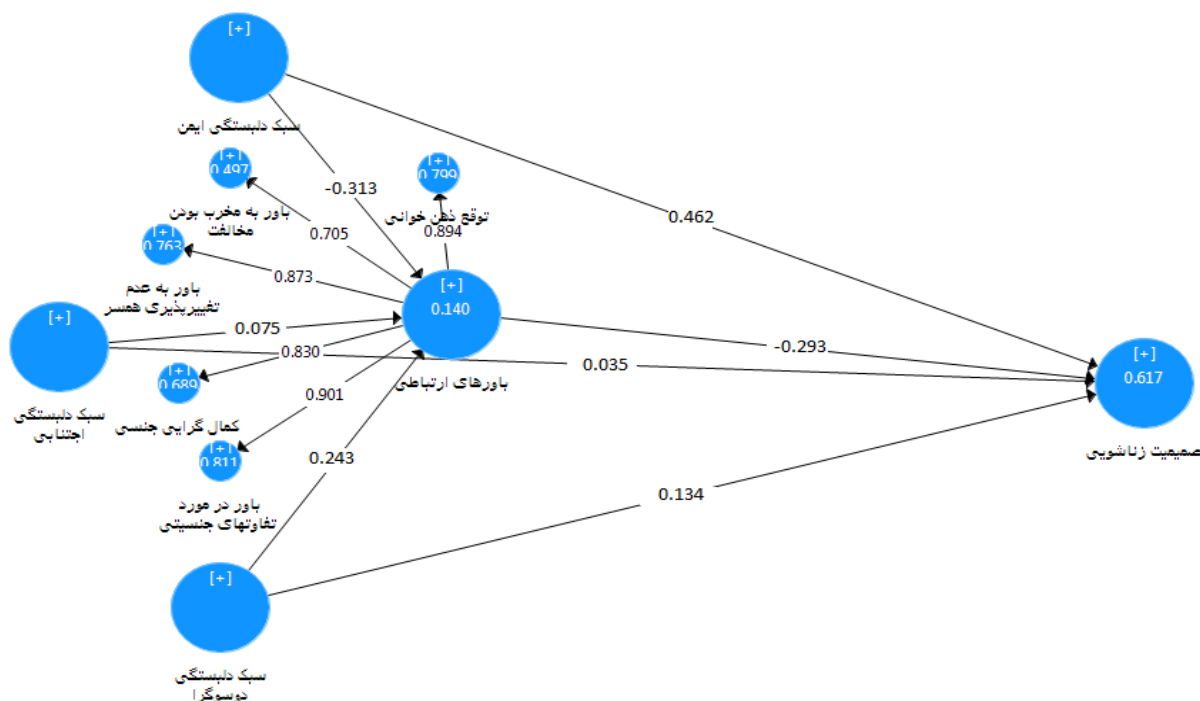 [+]
سبک دلبستگی ایمن
[+]
0.497
[+]
0.799
-0.313
0.462
باور به مخرب بودن
مخالفت
توقع ذهن خوانی
0.705
0.894
[+]
0.763
0.873
باور به عدم
تغییرپذیری همسر
[+]
0.140
[+]
0.075
-0.293
[+]
0.617
0.830
0.035
[+]
0.689
باورهای ارتباطی
0.901
سبک دلبستگی
اجتنابی
کمال گرایی جنسی
صمیمیت زناشویی
[+]
0.811
0.243
0.134
باور در مورد
تفاوتهای جنسیتی
[+]
سبک دلبستگی
دوسوگرا